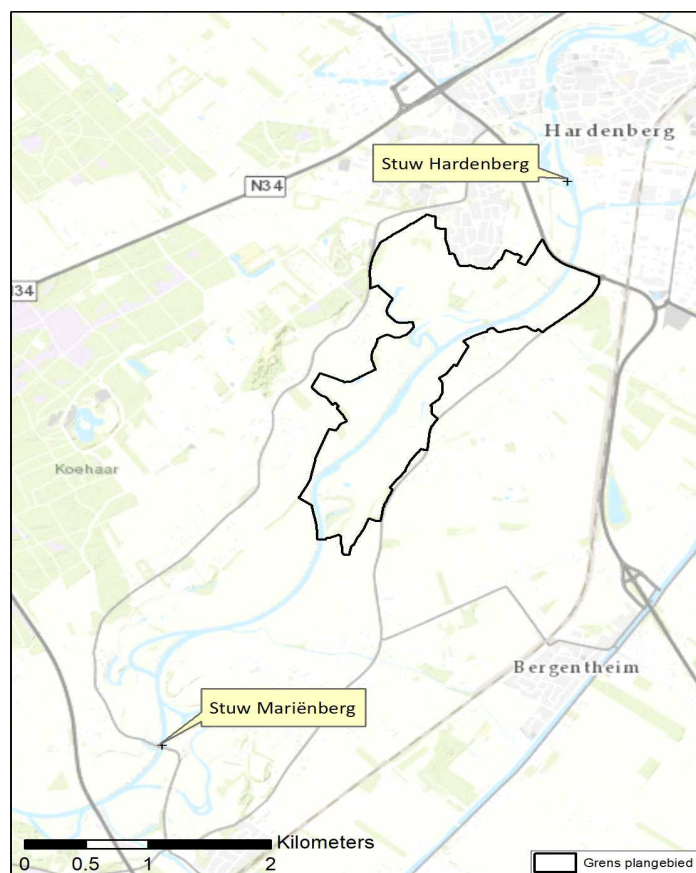 Hardenberg
Stuw Hardenberg
N34
34
Koehaar
Bergentheim
Stuw Mariënberg
Kilometers
0 0.5 1 2
Grens plangebied